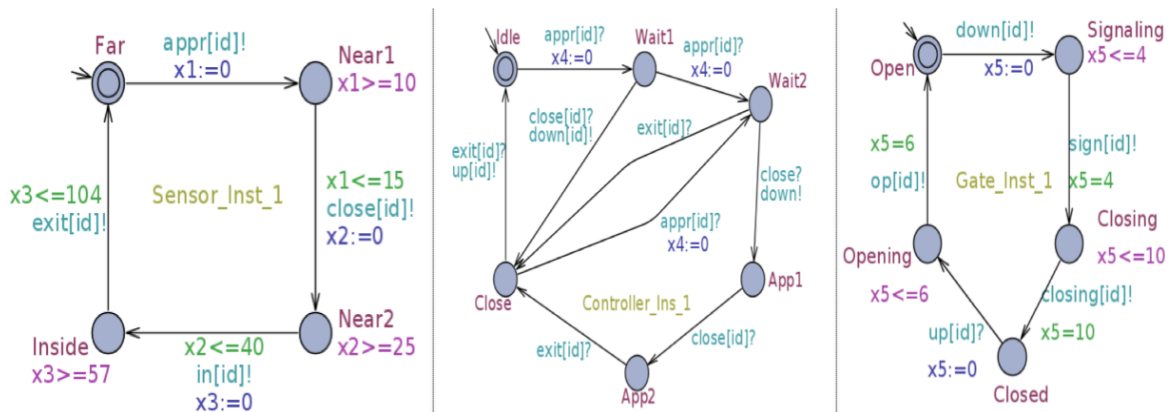 Far
appr[id]!
x1:=0
Near1
x1>=10
x3<=104
exit[id]!
Sensor_Inst_1
x1<=15
close[id]!
x2:=0
Inside
x3>=57
x2<=40
in[id]!
x3:=0
Near2
x2>=25
Idle
appr[id]?
x4:=0
Wait1
appr[id]?
x4:=0
Wait2
close[id]?
down[id]!
exit[id]?
exit[id]?
up[id]!
close?
down!
appr[id]?
x4:=0
Close
Controller_Ins_1
App1
exit[id]?
close[id]?
App2
Open
down[id]!
x5:=0
Signaling
x5<=4
x5=6
op[id]!
Gate_Inst_1
sign[id]!
x5=4
Opening
x5<=6
Closing
x5<=10
closing[id]!
x5=10
up[id]?
x5:=0
Closed